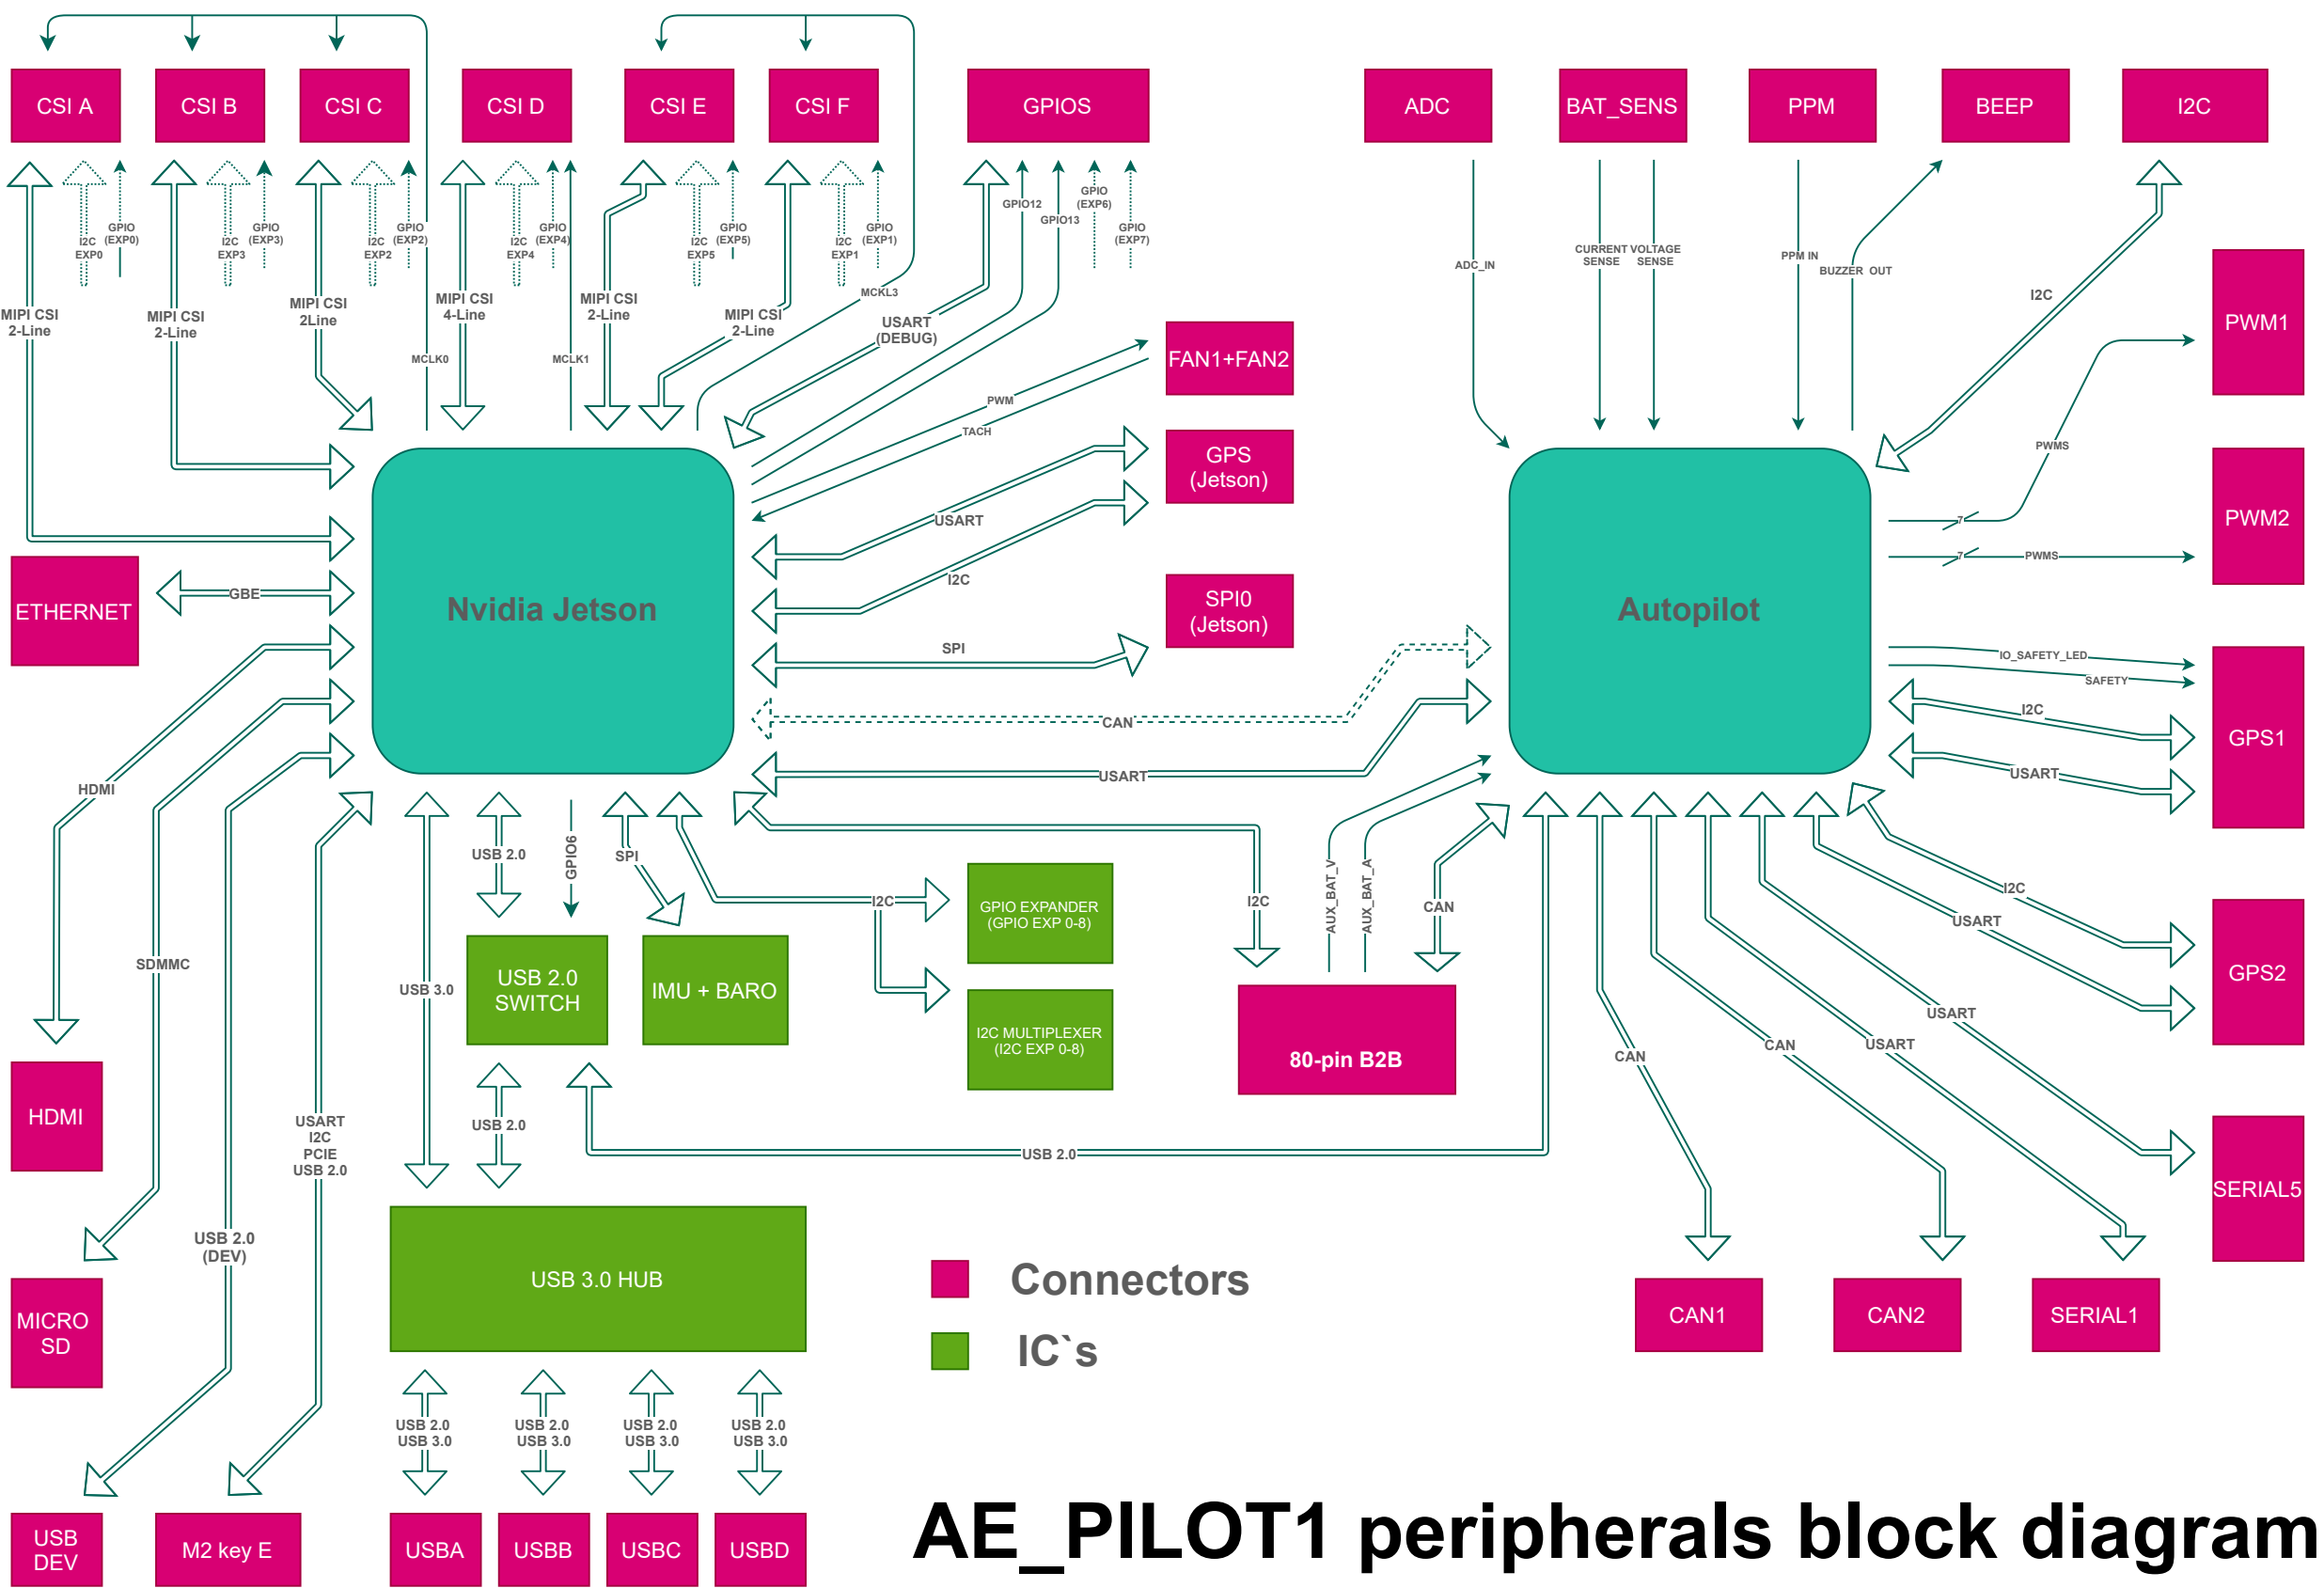 CSI A
CSI B
CSI C
CSI D
CSI E
CSI F
GPIOS
ADC
BAT_SENS
PPM
BEEP
I2C
I2C
EXP0
GPIO
(EXP0)
I2C
EXP3
GPIO
(EXP3)
I2C
EXP2
GPIO
(EXP2)
I2C
EXP4
GPIO
(EXP4)
I2C
EXP5
GPIO
(EXP5)
I2C
EXP1
GPIO
(EXP1)
GPIO12
GPIO13
GPIO
(EXP6)
GPIO
(EXP7)
MIPI CSI
2-Line
MIPI CSI
2-Line
MIPI CSI
2Line
MCLK0
MIPI CSI
4-Line
MCLK1
MIPI CSI
2-Line
MIPI CSI
2-Line
MCKL3
USART
(DEBUG)
ADC_IN
CURRENT
SENSE
VOLTAGE
SENSE
PPM IN
BUZZER OUT
I2C
PWM1
FAN1+FAN2
PWM
TACH
GPS
(Jetson)
USART
I2C
SPI0
(Jetson)
SPI
PWMS
7
PWM2
7
PWMS
ETHERNET
GBE
Nvidia Jetson
Autopilot
IO_SAFETY_LED
SAFETY
I2C
USART
GPS1
CAN
USART
HDMI
USB 2.0
GPIO6
SPI
I2C
GPIO EXPANDER
(GPIO EXP 0-8)
I2C
AUX_BAT_V
AUX_BAT_A
CAN
I2C
USART
GPS2
SDMMC
USB 3.0
USB 2.0
SWITCH
IMU + BARO
I2C MULTIPLEXER
(I2C EXP 0-8)
80-pin B2B
CAN
CAN
USART
USART
HDMI
USART
I2C
PCIE
USB 2.0
USB 2.0
USB 2.0
SERIAL5
USB 2.0
(DEV)
USB 3.0 HUB
Connectors
IC`s
CAN1
CAN2
SERIAL1
MICRO
SD
USB 2.0
USB 3.0
USB 2.0
USB 3.0
USB 2.0
USB 3.0
USB 2.0
USB 3.0
USB
DEV
M2 key E
USBA
USBB
USBC
USBD
AE_PILOT1 peripherals block diagram